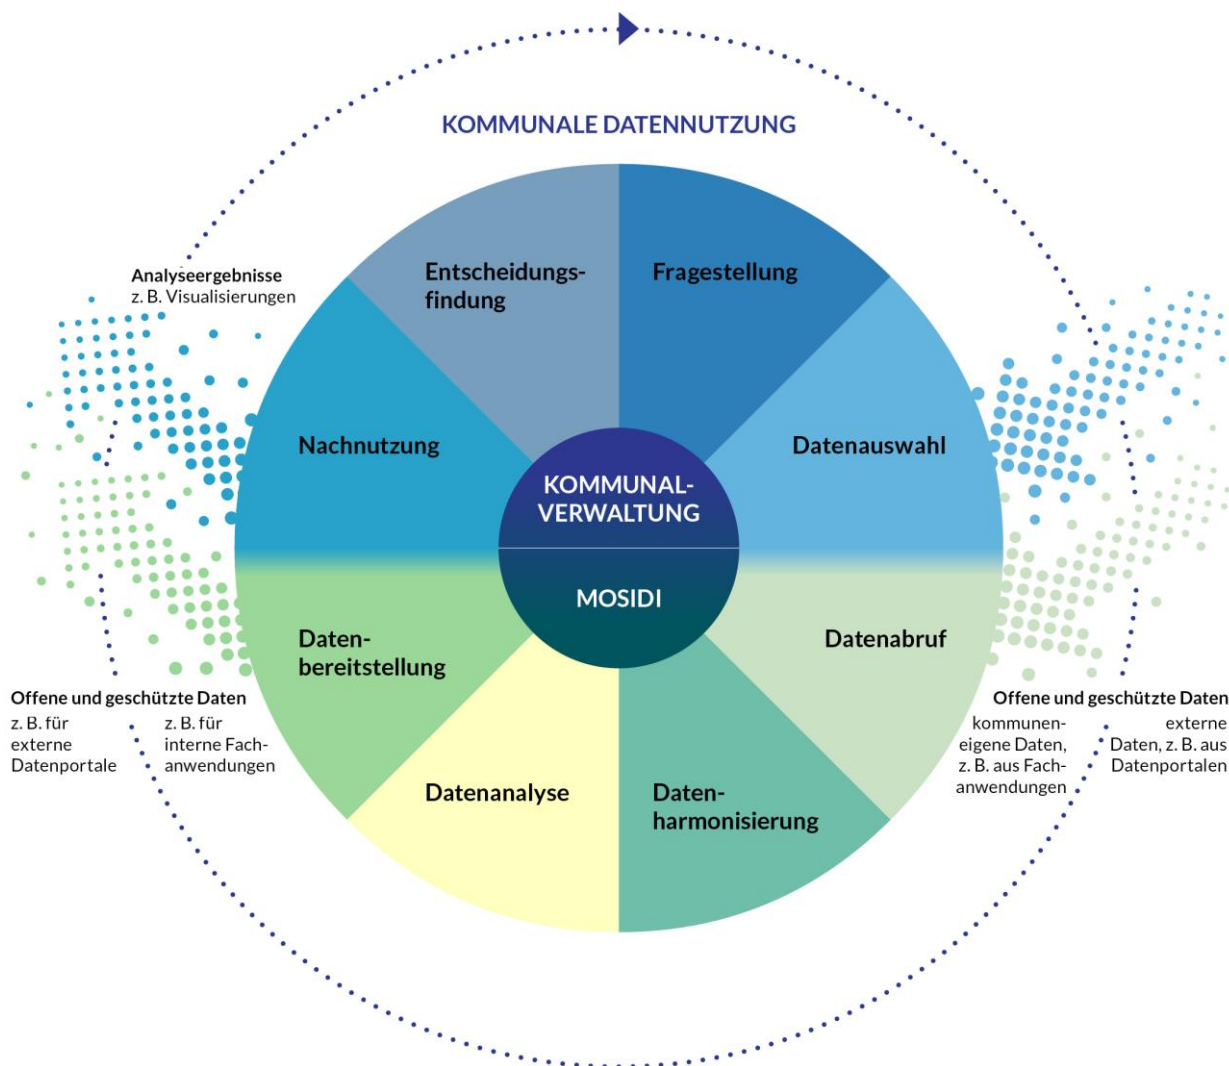 KOMMUNALE DATENNUTZUNG
Entscheidungs-
findung
Fragestellung
Analyseergebnisse
z. B. Visualisierungen
Nachnutzung
Datenauswahl
KOMMUNAL-
VERWALTUNG
MOSIDI
Daten-
bereitstellung
Datenabruf
Offene und geschützte Daten
z. B. für
externe
Datenportale
z. B. für
interne Fach-
anwendungen
Offene und geschützte Daten
kommunen-
eigene Daten,
z. B. aus Fach-
anwendungen
externe
Daten, z. B. aus
Datenportalen
Datenanalyse
Daten-
harmonisierung